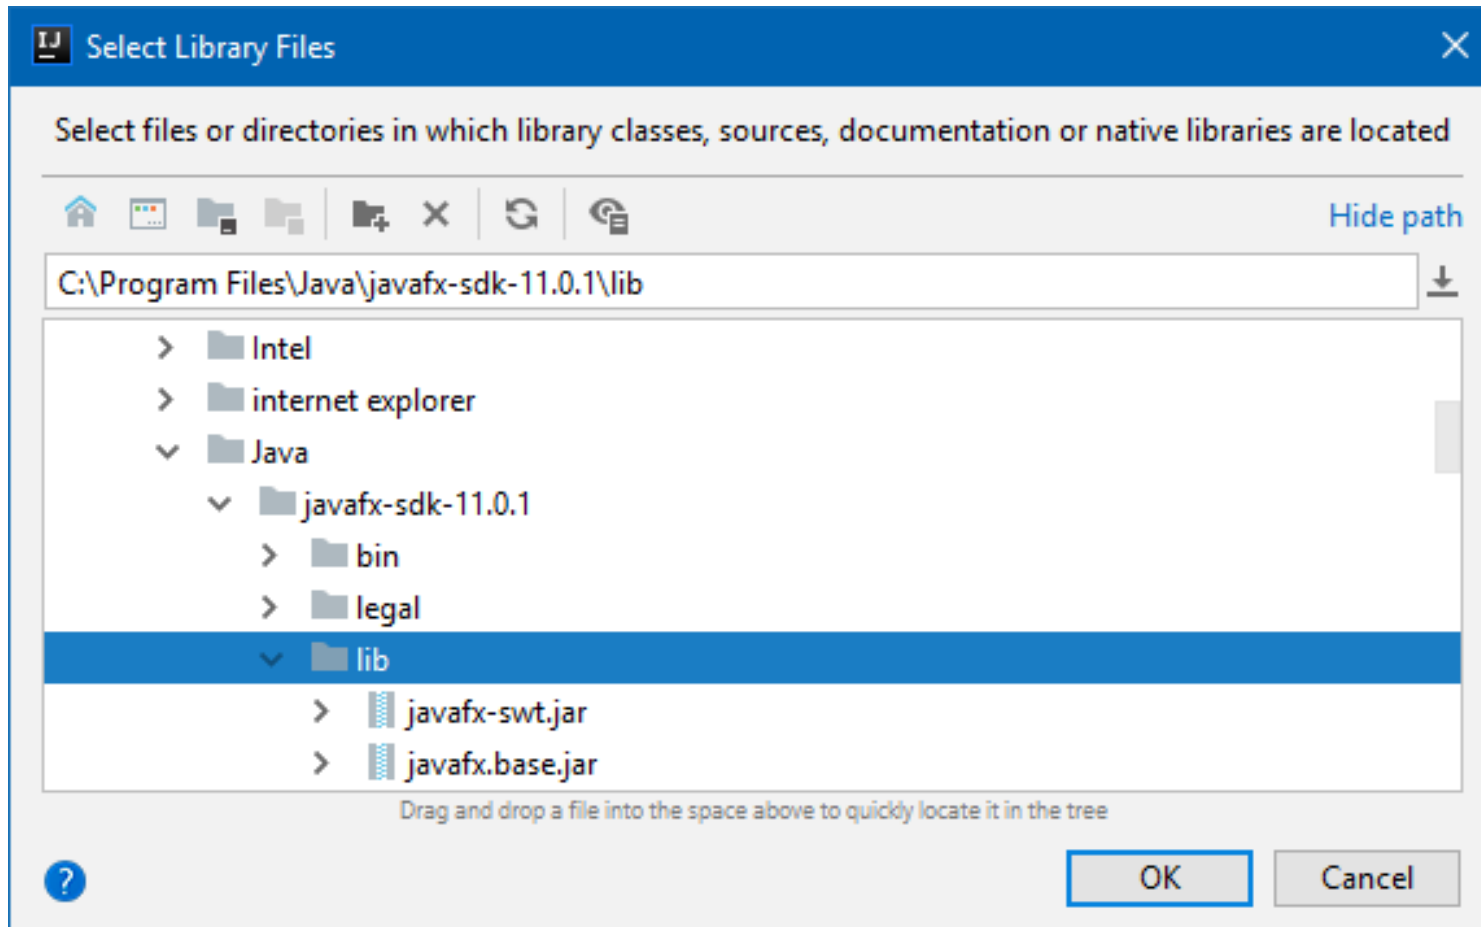 IJ
Select Library Files
Select files or directories in which library classes, sources, documentation or native libraries are located
Hide path
C:\Program Files\Java\javafx-sdk-11.0.1\lib
Intel
internet explorer
Java
javafx-sdk-11.0.1
bin
legal
lib
javafx-swt.jar
javafx.base.jar
Drag and drop a file into the space above to quickly locate it in the tree
?
OK
Cancel